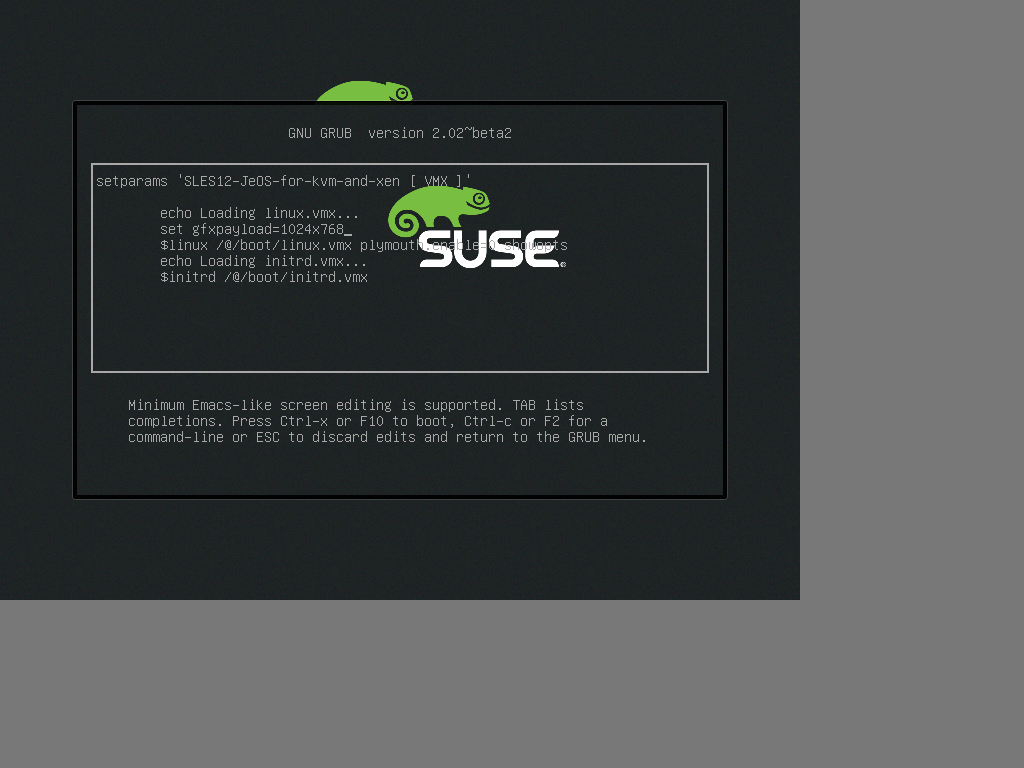 GNU GRUB  version 2.02~beta2
setparams 'SLES12-JeOS-for-kvm-and-xen [ VMX ]'
echo Loading linux.vmx...
set gfxpayload=1024x768_
$linux /@/boot/linux.vmx plymouth.enable=0 showopts
echo Loading initrd.vmx...
$initrd /@/boot/initrd.vmx
SUSE®
Minimum Emacs-like screen editing is supported. TAB lists
completions. Press Ctrl-x or F10 to boot, Ctrl-c or F2 for a
command-line or ESC to discard edits and return to the GRUB menu.